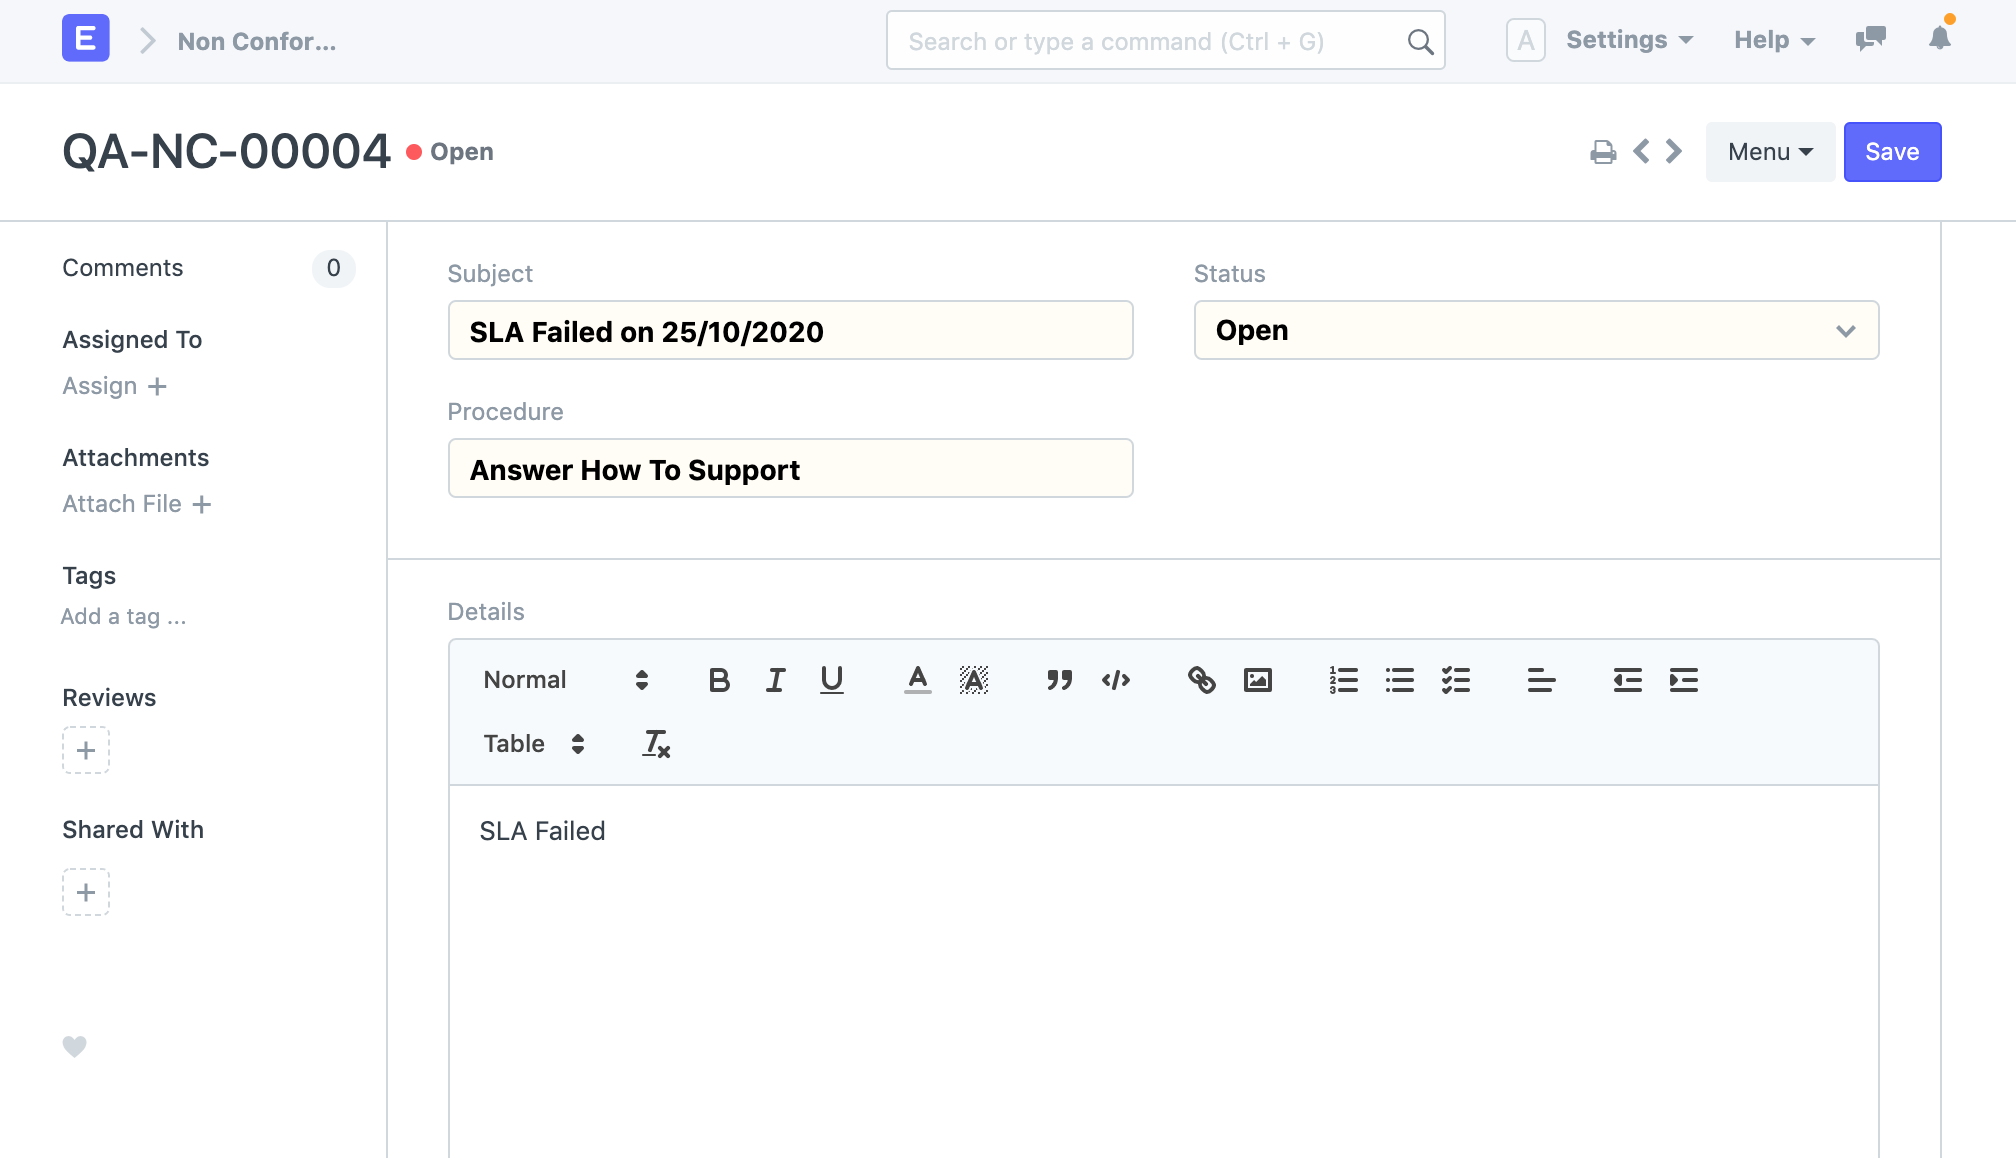 E
Non Confor...
Search or type a command (Ctrl + G)
A
Settings
Help
QA-NC-00004
Open
Menu
Save
Comments
0
Assigned To
Assign +
Attachments
Attach File +
Tags
Add a tag ...
Reviews
+
Shared With
+
Subject
SLA Failed on 25/10/2020
Status
Open
Procedure
Answer How To Support
Details
Normal
Table
SLA Failed